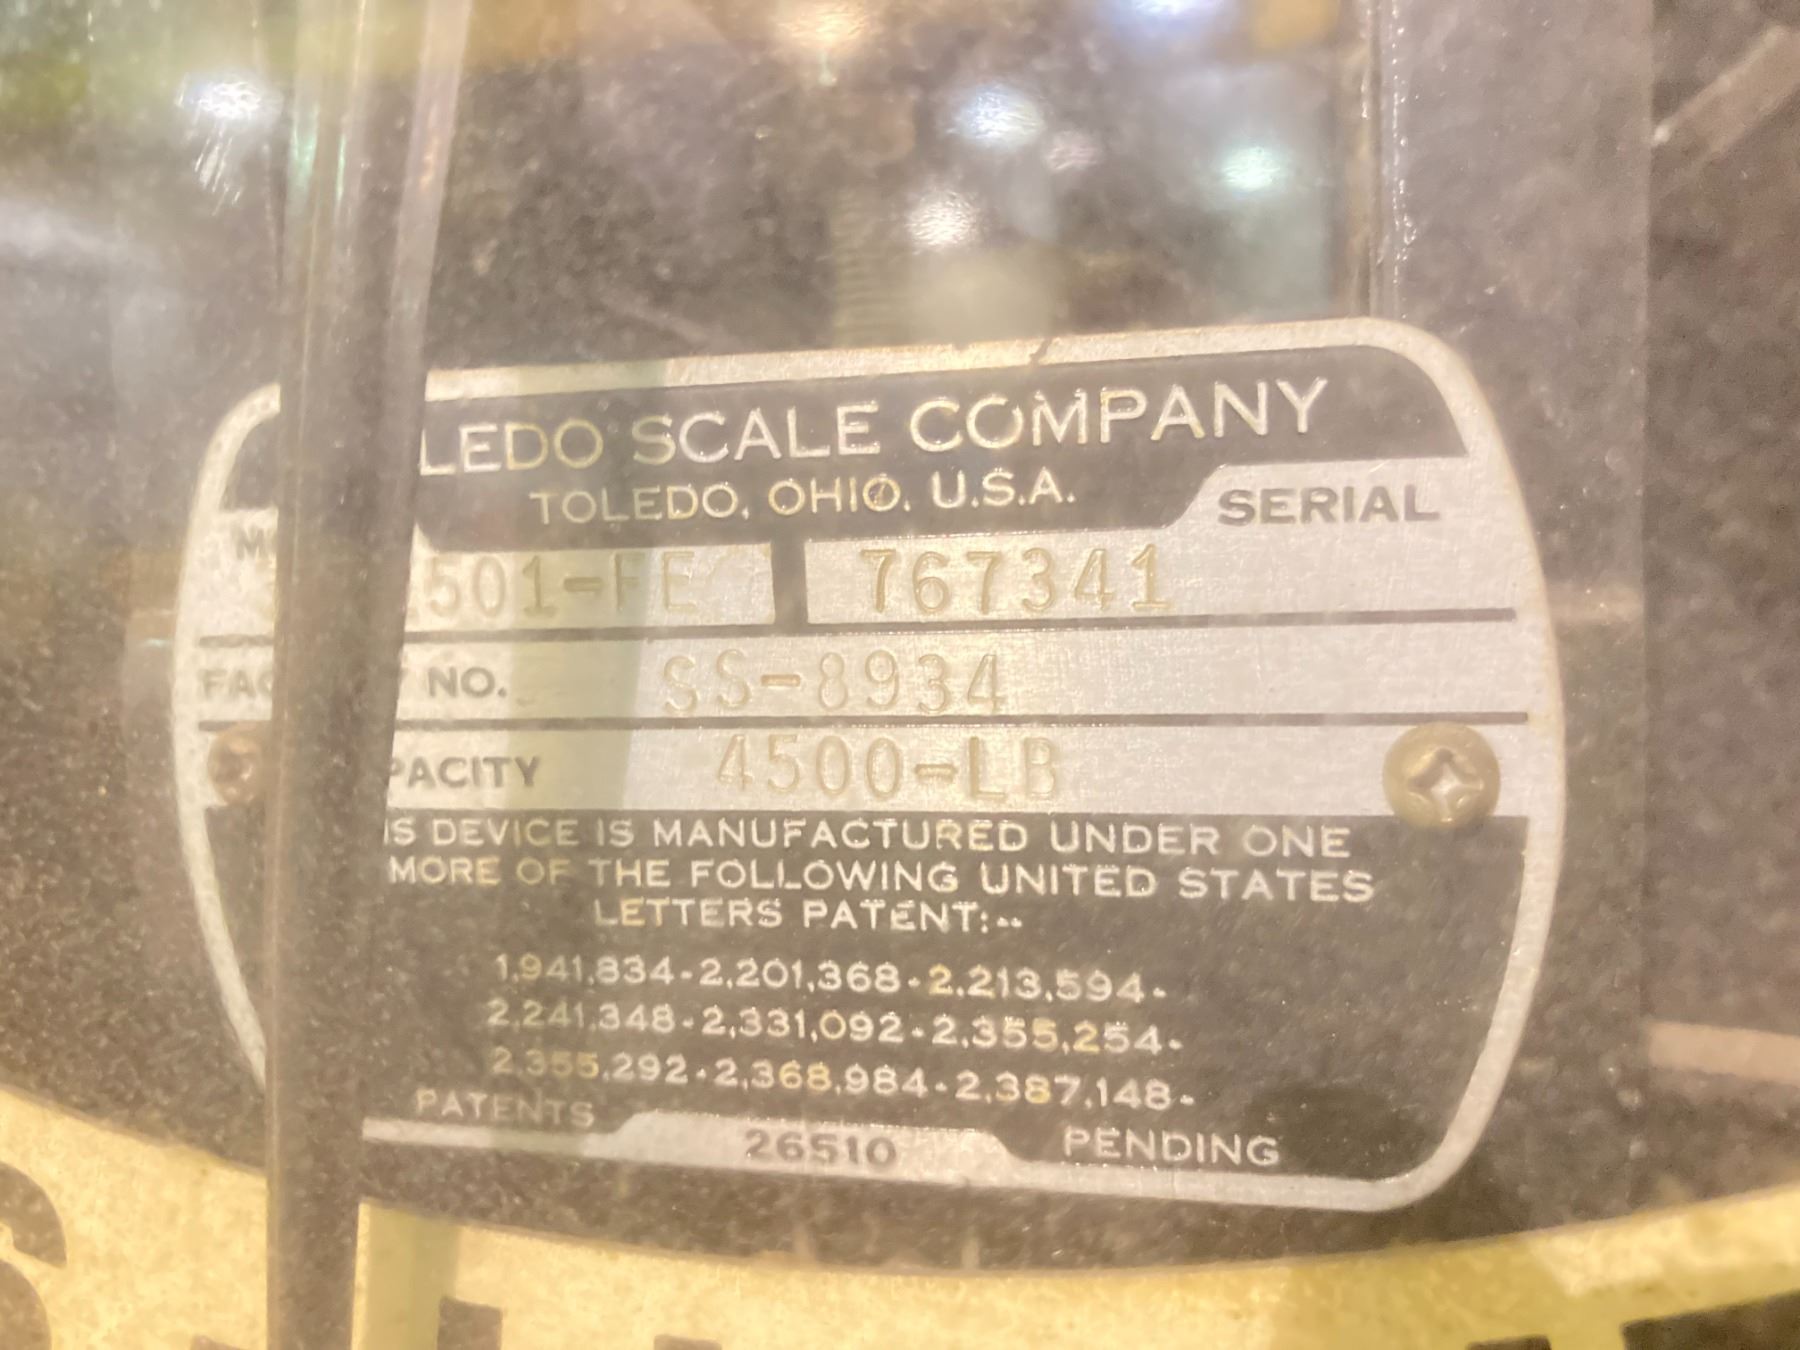 LEDO SCALE COMPANY
TOLEDO, OHIO. U.S.A.
SERIAL
501-FE 767341
NO. SS-8934
PACITY 4500-LB
IS DEVICE IS MANUFACTURED UNDER ONE
MORE OF THE FOLLOWING UNITED STATES
LETTERS PATENT:--
1,941,834-2,201,368-2,213,594-
2,241,348-2,331,092-2,355,254-
2,355,292-2,368,984-2,387,148-
PATENTS 26510 PENDING